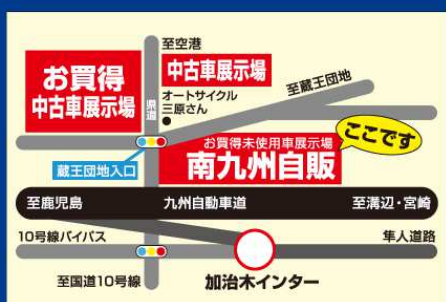 至空港
お買得
中古車展示場
中古車展示場
至蔵王団地
オートサイクル
三原さん
県道
ここです
お買得未使用車展示場
南九州自販
蔵王団地入口
至鹿児島
九州自動車道
至溝辺・宮崎
10号線バイパス
隼人道路
至国道10号線
加治木インター